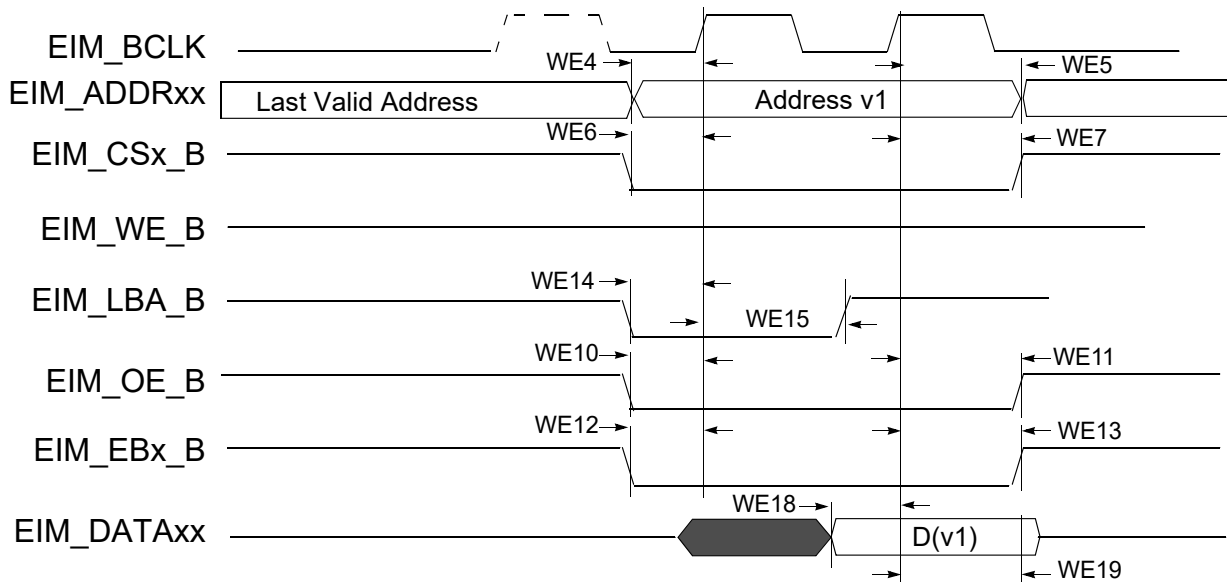 EIM_BCLK
WE4
WE5
EIM_ADDRxx
Last Valid Address
Address v1
WE6
WE7
EIM_CSx_B
EIM_WE_B
WE14
EIM_LBA_B
WE15
WE10
WE11
EIM_OE_B
WE12
WE13
EIM_EBx_B
WE18
EIM_DATAxx
D(v1)
WE19